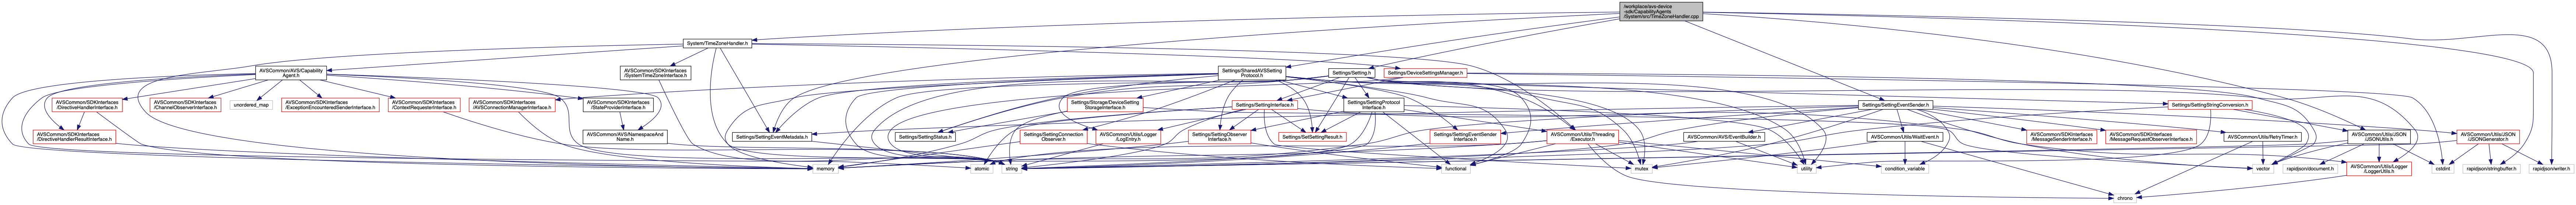 /workplace/avs-device
-sdk/CapabilityAgents
/System/src/TimeZoneHandler.cpp
System/TimeZoneHandler.h
AVSCommon/AVS/Capability
Agent.h
AVSCommon/SDKInterfaces
/SystemTimeZoneInterface.h
Settings/SharedAVSSetting
Protocol.h
Settings/Setting.h
Settings/DeviceSettingsManager.h
AVSCommon/SDKInterfaces
/DirectiveHandlerInterface.h
AVSCommon/SDKInterfaces
/ChannelObserverInterface.h
unordered_map
AVSCommon/SDKInterfaces
/ExceptionEncounteredSenderInterface.h
AVSCommon/SDKInterfaces
/ContextRequesterInterface.h
AVSCommon/SDKInterfaces
/AVSConnectionManagerInterface.h
AVSCommon/SDKInterfaces
/StateProviderInterface.h
Settings/Storage/DeviceSetting
StorageInterface.h
Settings/SettingInterface.h
Settings/SettingProtocol
Interface.h
Settings/SettingEventSender.h
Settings/SettingStringConversion.h
AVSCommon/SDKInterfaces
/DirectiveHandlerResultInterface.h
AVSCommon/AVS/NamespaceAnd
Name.h
Settings/SettingEventMetadata.h
Settings/SettingStatus.h
Settings/SettingConnection
Observer.h
AVSCommon/Utils/Logger
/LogEntry.h
Settings/SettingObserver
Interface.h
Settings/SetSettingResult.h
Settings/SettingEventSender
Interface.h
AVSCommon/Utils/Threading
/Executor.h
AVSCommon/AVS/EventBuilder.h
AVSCommon/Utils/WaitEvent.h
AVSCommon/SDKInterfaces
/MessageSenderInterface.h
AVSCommon/SDKInterfaces
/MessageRequestObserverInterface.h
AVSCommon/Utils/RetryTimer.h
AVSCommon/Utils/JSON
/JSONUtils.h
AVSCommon/Utils/JSON
/JSONGenerator.h
memory
atomic
string
functional
mutex
utility
condition_variable
vector
rapidjson/document.h
AVSCommon/Utils/Logger
/LoggerUtils.h
cstdint
rapidjson/stringbuffer.h
rapidjson/writer.h
chrono